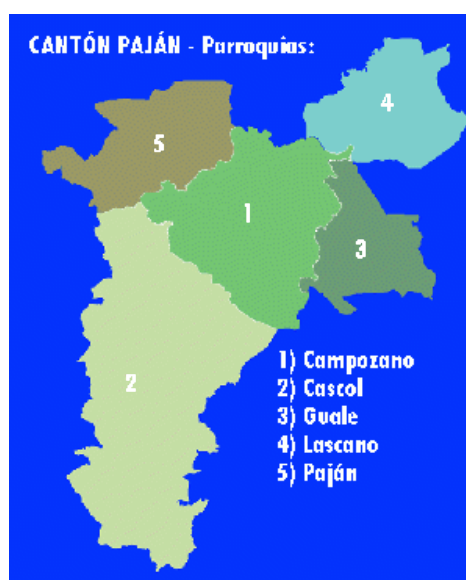 CANTÓN PAJÁN - Parroquias:
4
5
1
3
2
1) Campozano
2) Cascol
3) Guale
4) Lascano
5) Paján